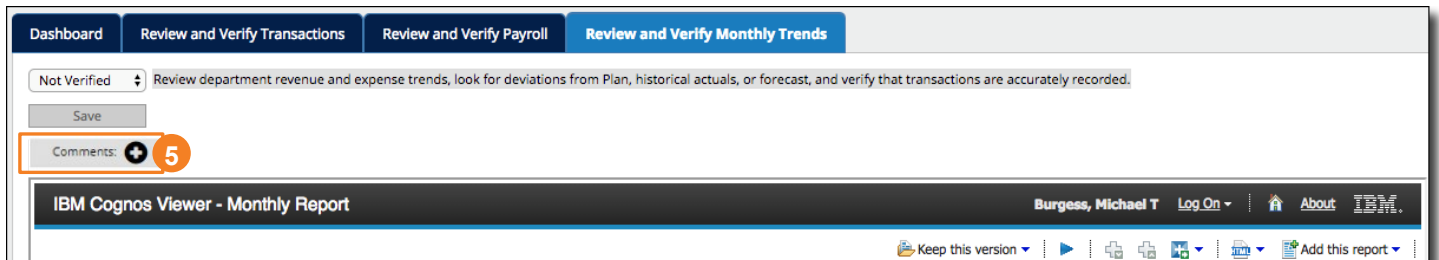 Dashboard Review and Verify Transactions Review and Verify Payroll Review and Verify Monthly Trends
Not Verified Review department revenue and expense trends, look for deviations from Plan, historical actuals, or forecast, and verify that transactions are accurately recorded.
Save
Comments: 5
IBM Cognos Viewer - Monthly Report Burgess, Michael T Log On About IBM.
Keep this version HTML Add this report